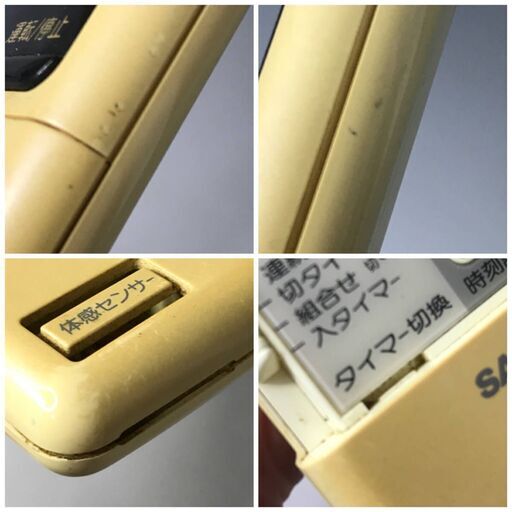 運転/停止
体感センサー
切タイ
組合せ 切
入タイマー
タイマー切換
時刻
SA